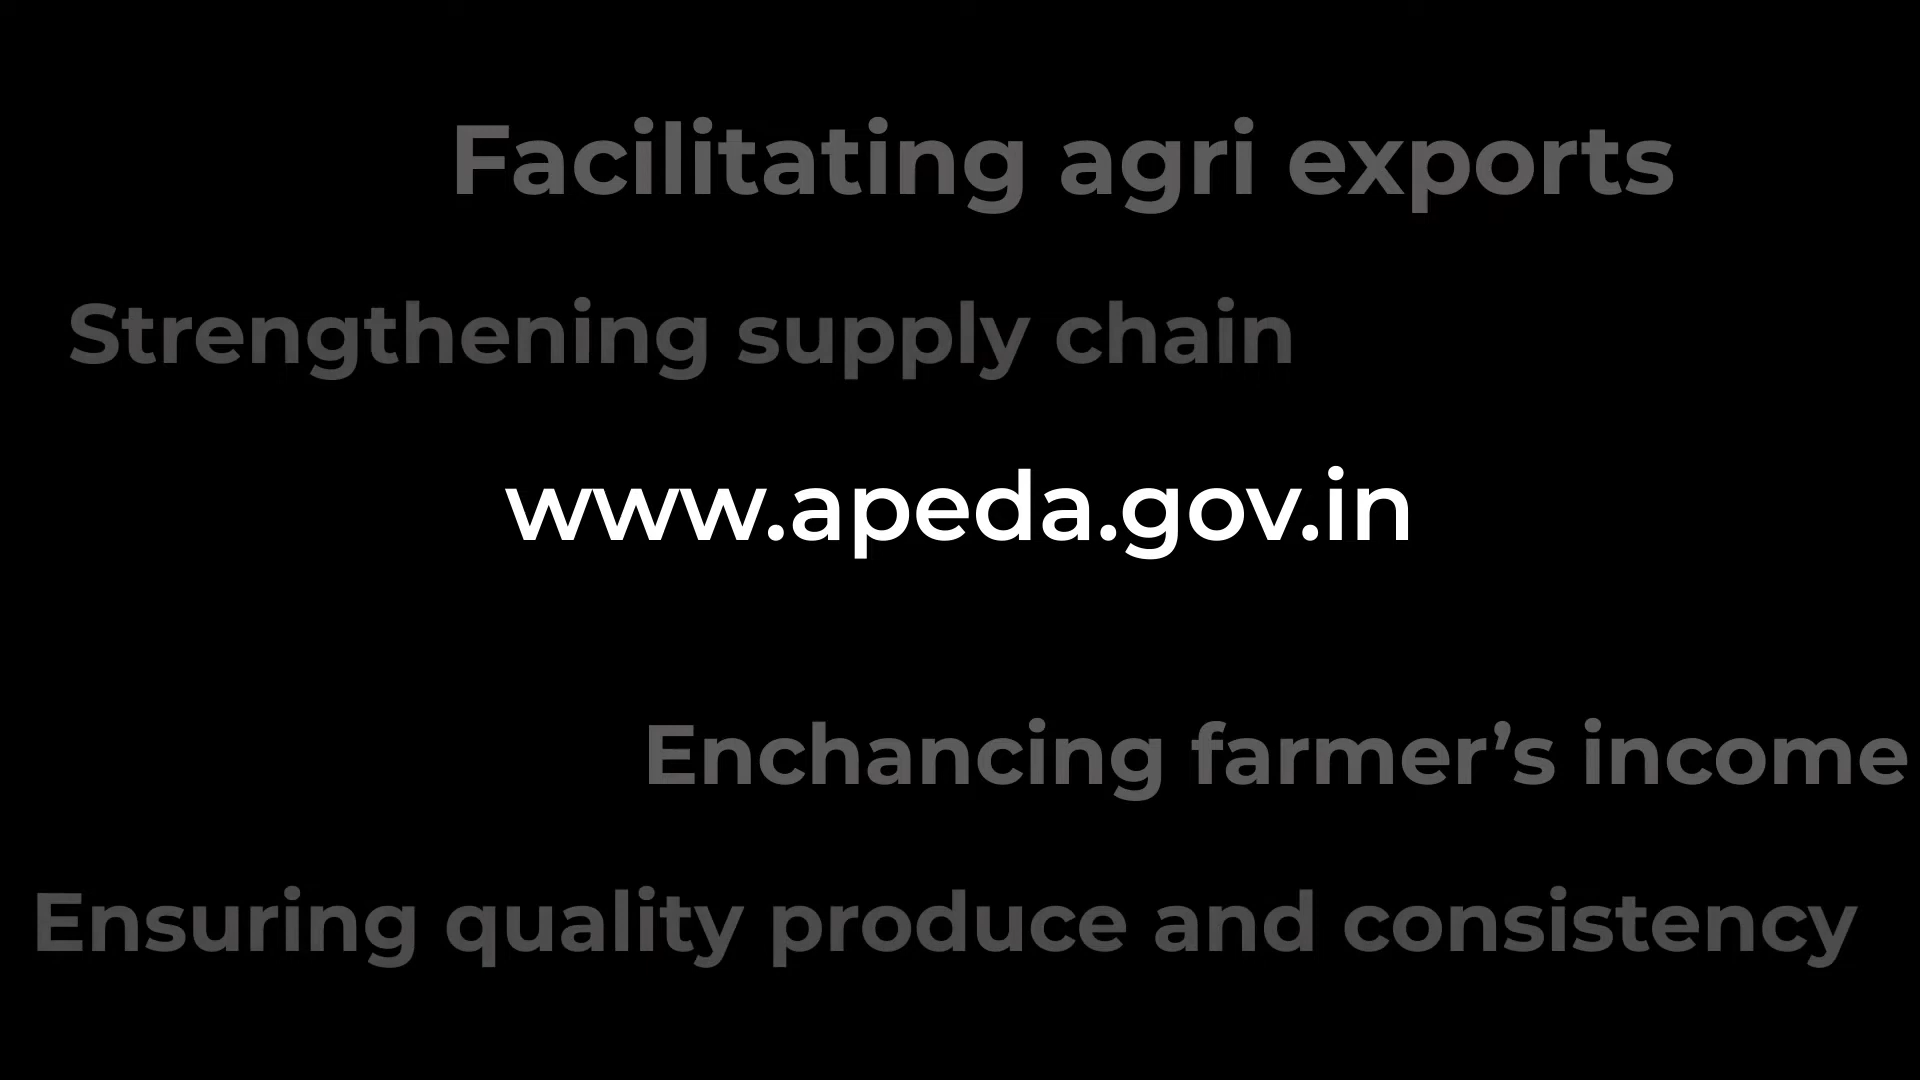 Facilitating agri exports
Strengthening supply chain
www.apeda.gov.in
Enchancing farmer’s income
Ensuring quality produce and consistency